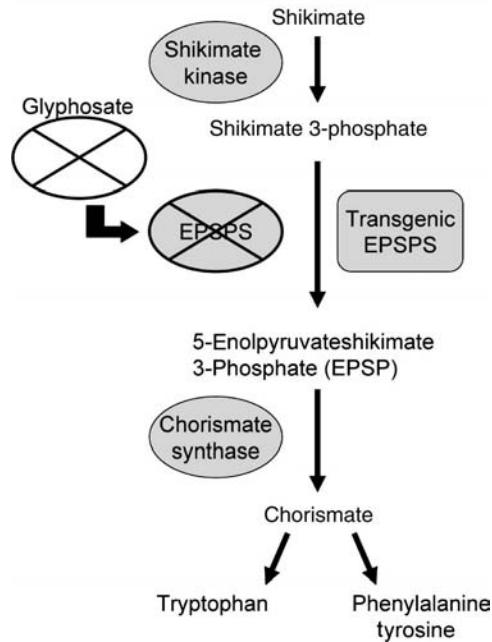 Shikimate
Shikimate
kinase
Glyphosate
Shikimate 3-phosphate
EPSPS
Transgenic
EPSPS
5-Enolpyruvateshikimate
3-Phosphate (EPSP)
Chorismate
synthase
Chorismate
Tryptophan
Phenylalanine
tyrosine